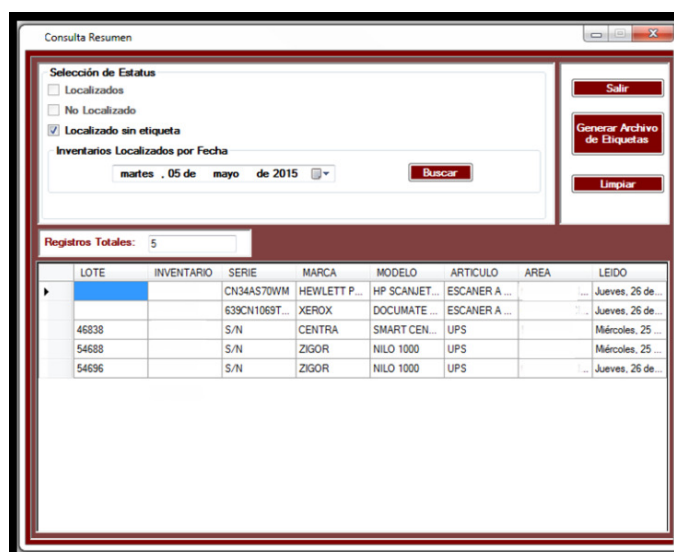 Consulta Resumen
Selección de Estatus
Localizados
No Localizado
Localizado sin etiqueta
Inventarios Localizados por Fecha
martes , 05 de mayo de 2015
Buscar
Salir
Generar Archivo
de Etiquetas
Limpiar
Registros Totales: 5
LOTE INVENTARIO SERIE MARCA MODELO ARTICULO AREA LEIDO
CN34AS70WM HEWLETT P... HP SCANJET... ESCANER A ... ... Jueves, 26 de...
639CN1069T... XEROX DOCUMATE ... ESCANER A ... ... Jueves, 26 de...
46838 S/N CENTRA SMART CEN... UPS Miércoles, 25 ...
54688 S/N ZIGOR NILO 1000 UPS Miércoles, 25 ...
54696 S/N ZIGOR NILO 1000 UPS ... Jueves, 26 de...